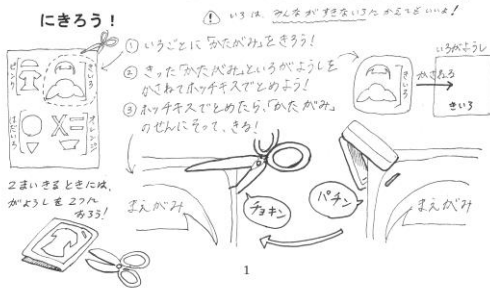 にきろう！
① いろは、みんながすきないろにかえてもいいよ！
① いろごとに「かたがみ」をきろう！
② きった「かたがみ」といろがようしを
かさねてホッチキスでとめよう！
③ ホッチキスでとめたら、「かたがみ」
のせんにそって、きる！
ピンク
きいろ
はだいろ
オレンジ
きいろ
かさねる
いろがようし
きいろ
2まいきるときには、
がようしを2つに
おろう！
まえがみ
チョキン
パチン
まえがみ
1